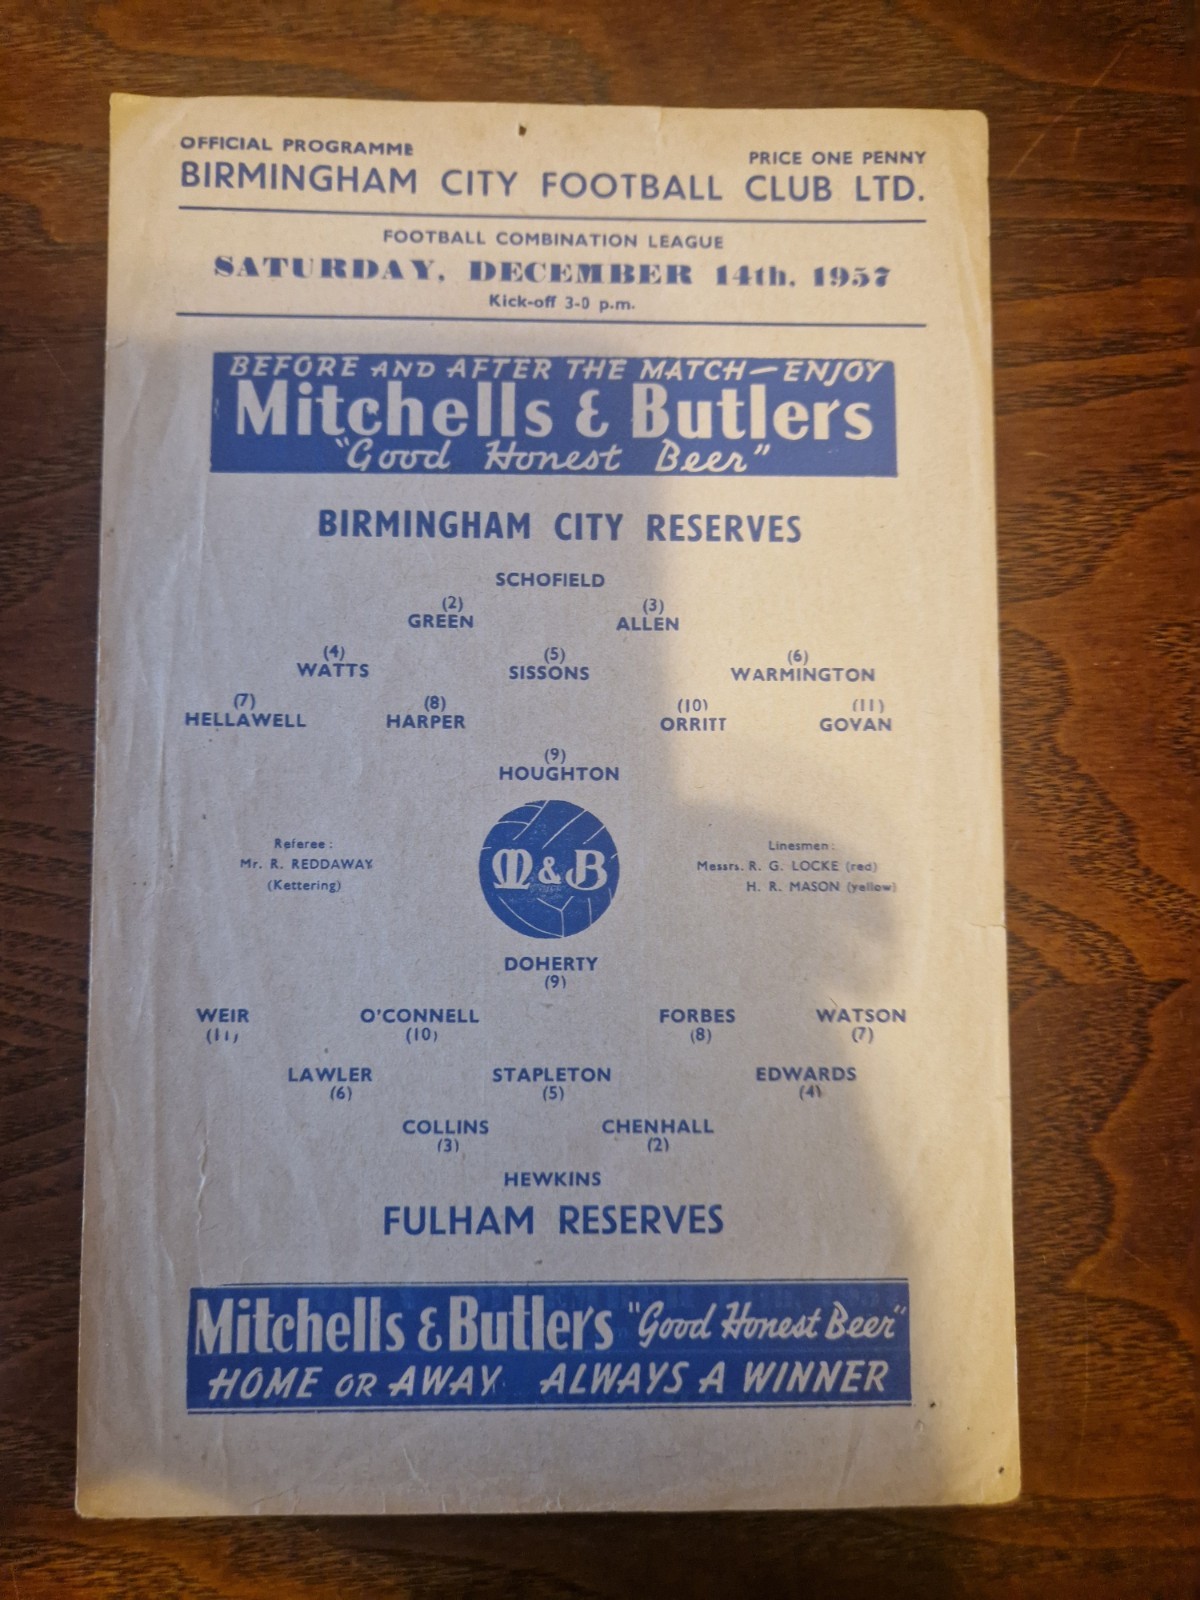 OFFICIAL PROGRAMME
PRICE ONE PENNY
BIRMINGHAM CITY FOOTBALL CLUB LTD.
FOOTBALL COMBINATION LEAGUE
SATURDAY, DECEMBER 14th, 1957
Kick-off 3-0 p.m.
BEFORE AND AFTER THE MATCH—ENJOY
Mitchells & Butlers
"Good Honest Beer"
BIRMINGHAM CITY RESERVES
SCHOFIELD
(2) (3)
GREEN ALLEN
(4) (5) (6)
WATTS SISSONS WARMINGTON
(7) (8) (10) (11)
HELLAWELL HARPER ORRITT GOVAN
(9)
HOUGHTON
Referee :
Mr. R. REDDAWAY
(Kettering)
M & B
Linesmen :
Messrs. R. G. LOCKE (red)
H. R. MASON (yellow)
DOHERTY
(9)
WEIR O'CONNELL FORBES WATSON
(11) (10) (8) (7)
LAWLER STAPLETON EDWARDS
(6) (5) (4)
COLLINS CHENHALL
(3) (2)
HEWKINS
FULHAM RESERVES
Mitchells & Butlers "Good Honest Beer"
HOME OR AWAY. ALWAYS A WINNER